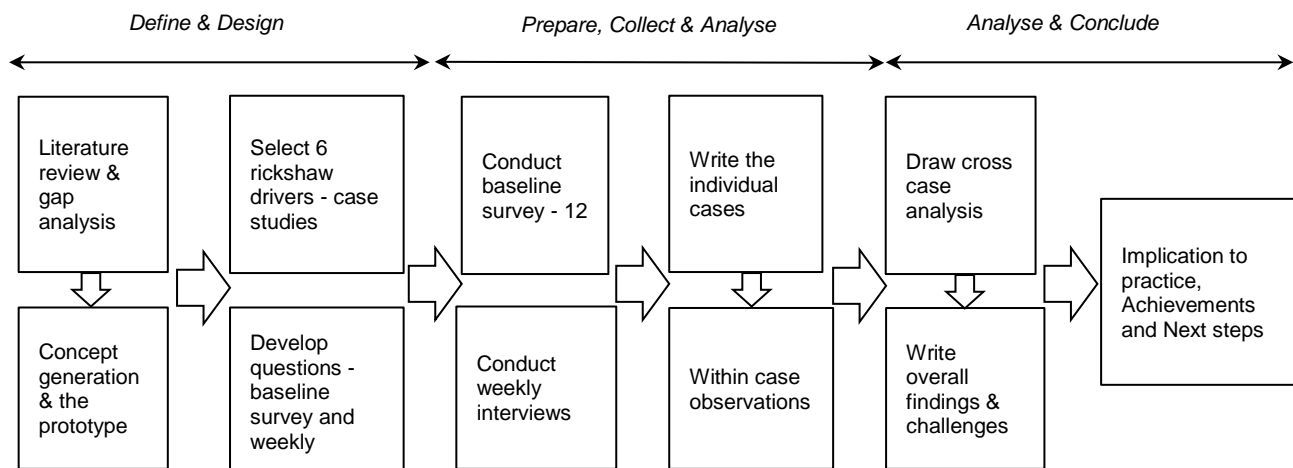 Define & Design
Prepare, Collect & Analyse
Analyse & Conclude
Literature
review &
gap
analysis
Concept
generation
& the
prototype
Select 6
rickshaw
drivers - case
studies
Develop
questions -
baseline
survey and
weekly
Conduct
baseline
survey - 12
Conduct
weekly
interviews
Write the
individual
cases
Within case
observations
Draw cross
case
analysis
Write
overall
findings &
challenges
Implication to
practice,
Achievements
and Next steps